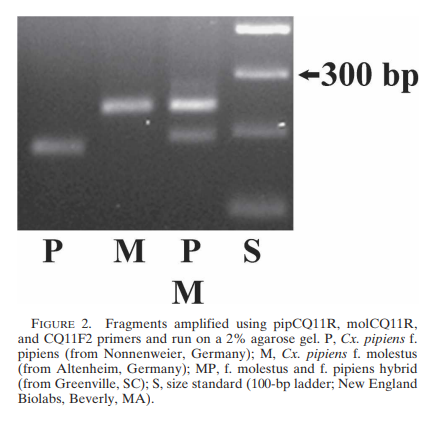 ←300 bp
P M P S
M
FIGURE 2. Fragments amplified using pipCQ11R, molCQ11R,
and CQ11F2 primers and run on a 2% agarose gel. P, Cx. pipiens f.
pipiens (from Nonnenweier, Germany); M, Cx. pipiens f. molestus
(from Altenheim, Germany); MP, f. molestus and f. pipiens hybrid
(from Greenville, SC); S, size standard (100-bp ladder; New England
Biolabs, Beverly, MA).